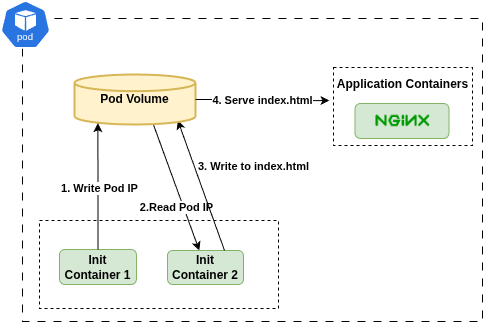 pod
Pod Volume
4. Serve index.html
Application Containers
NGiNX
3. Write to index.html
1. Write Pod IP
2.Read Pod IP
Init
Container 1
Init
Container 2